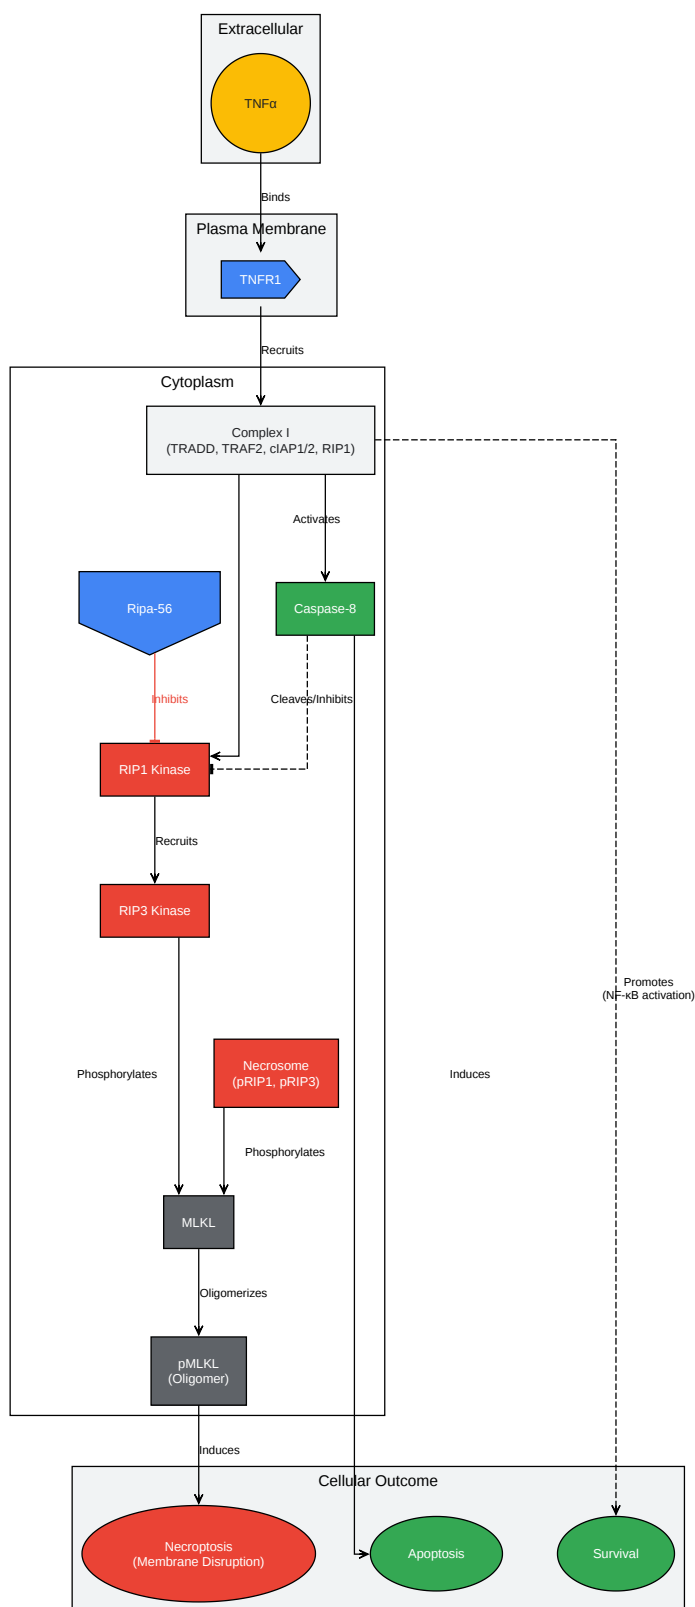 Extracellular
TNFα
Binds
Plasma Membrane
TNFR1
Recruits
Cytoplasm
Complex I
(TRADD, TRAF2, cIAP1/2, RIP1)
Activates
Ripa-56
Caspase-8
Inhibits
Cleaves/Inhibits
RIP1 Kinase
Recruits
RIP3 Kinase
Promotes
(NF-κB activation)
Necrosome
(pRIP1, pRIP3)
Phosphorylates
Induces
Phosphorylates
MLKL
Oligomerizes
pMLKL
(Oligomer)
Induces
Cellular Outcome
Necroptosis
(Membrane Disruption)
Apoptosis
Survival